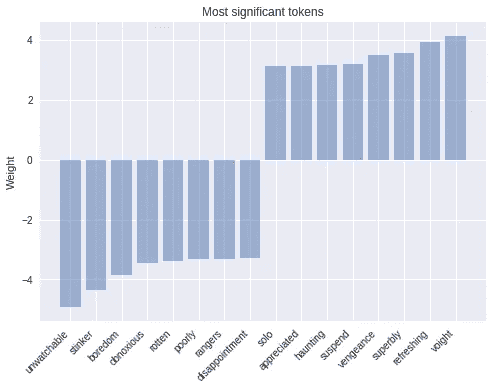 Most significant tokens
Weight
4
2
0
−2
−4
unwatchable
stinker
boredom
obnoxious
rotten
poorly
rangers
disappointment
solo
appreciated
haunting
suspend
vengeance
superbly
refreshing
voight